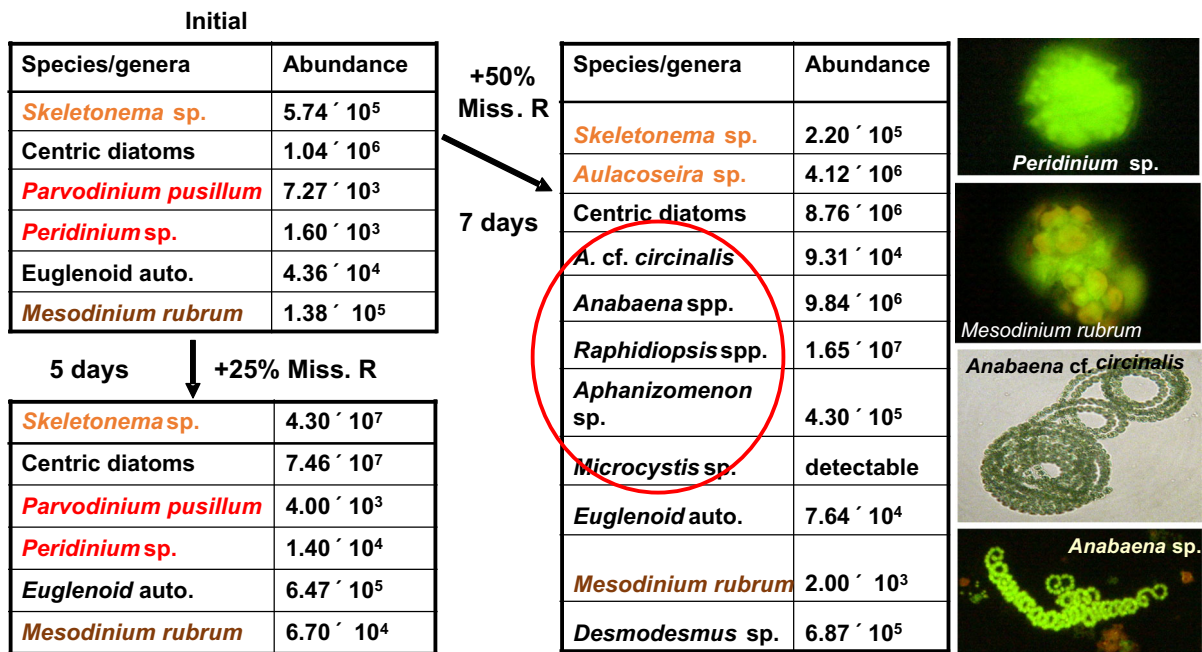 Initial
Species/genera Abundance
Skeletonema sp. 5.74 ´ 10⁵
Centric diatoms 1.04 ´ 10⁶
Parvodinium pusillum 7.27 ´ 10³
Peridinium sp. 1.60 ´ 10³
Euglenoid auto. 4.36 ´ 10⁴
Mesodinium rubrum 1.38 ´ 10⁵
5 days +25% Miss. R
Skeletonema sp. 4.30 ´ 10⁷
Centric diatoms 7.46 ´ 10⁷
Parvodinium pusillum 4.00 ´ 10³
Peridinium sp. 1.40 ´ 10⁴
Euglenoid auto. 6.47 ´ 10⁵
Mesodinium rubrum 6.70 ´ 10⁴
+50%
Miss. R
7 days
Species/genera Abundance
Skeletonema sp. 2.20 ´ 10⁵
Aulacoseira sp. 4.12 ´ 10⁶
Centric diatoms 8.76 ´ 10⁶
A. cf. circinalis 9.31 ´ 10⁴
Anabaena spp. 9.84 ´ 10⁶
Raphidiopsis spp. 1.65 ´ 10⁷
Aphanizomenon
sp. 4.30 ´ 10⁵
Microcystis sp. detectable
Euglenoid auto. 7.64 ´ 10⁴
Mesodinium rubrum 2.00 ´ 10³
Desmodesmus sp. 6.87 ´ 10⁵
Peridinium sp.
Mesodinium rubrum
Anabaena cf. circinalis
Anabaena sp.